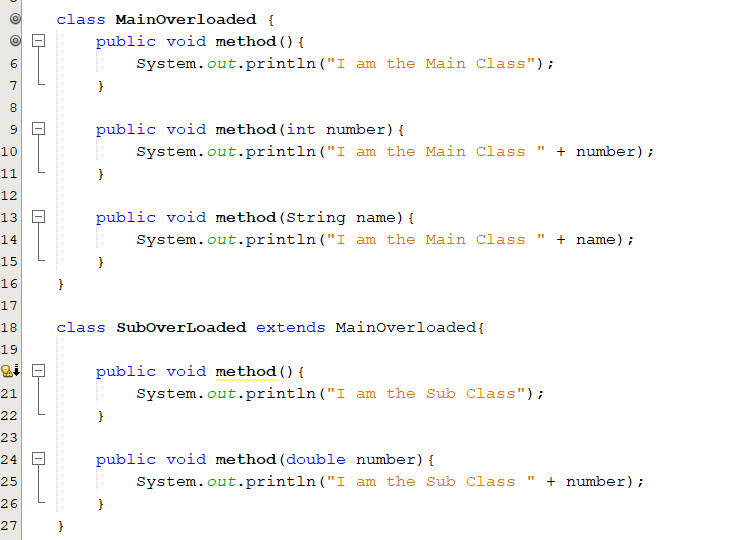 class MainOverloaded {
public void method(){
6 System.out.println("I am the Main Class");
7 }
8
9 public void method(int number){
10 System.out.println("I am the Main Class " + number);
11 }
12
13 public void method(String name){
14 System.out.println("I am the Main Class " + name);
15 }
16 }
17
18 class SubOverLoaded extends MainOverloaded{
19
public void method(){
21 System.out.println("I am the Sub Class");
22 }
23
24 public void method(double number){
25 System.out.println("I am the Sub Class " + number);
26 }
27 }